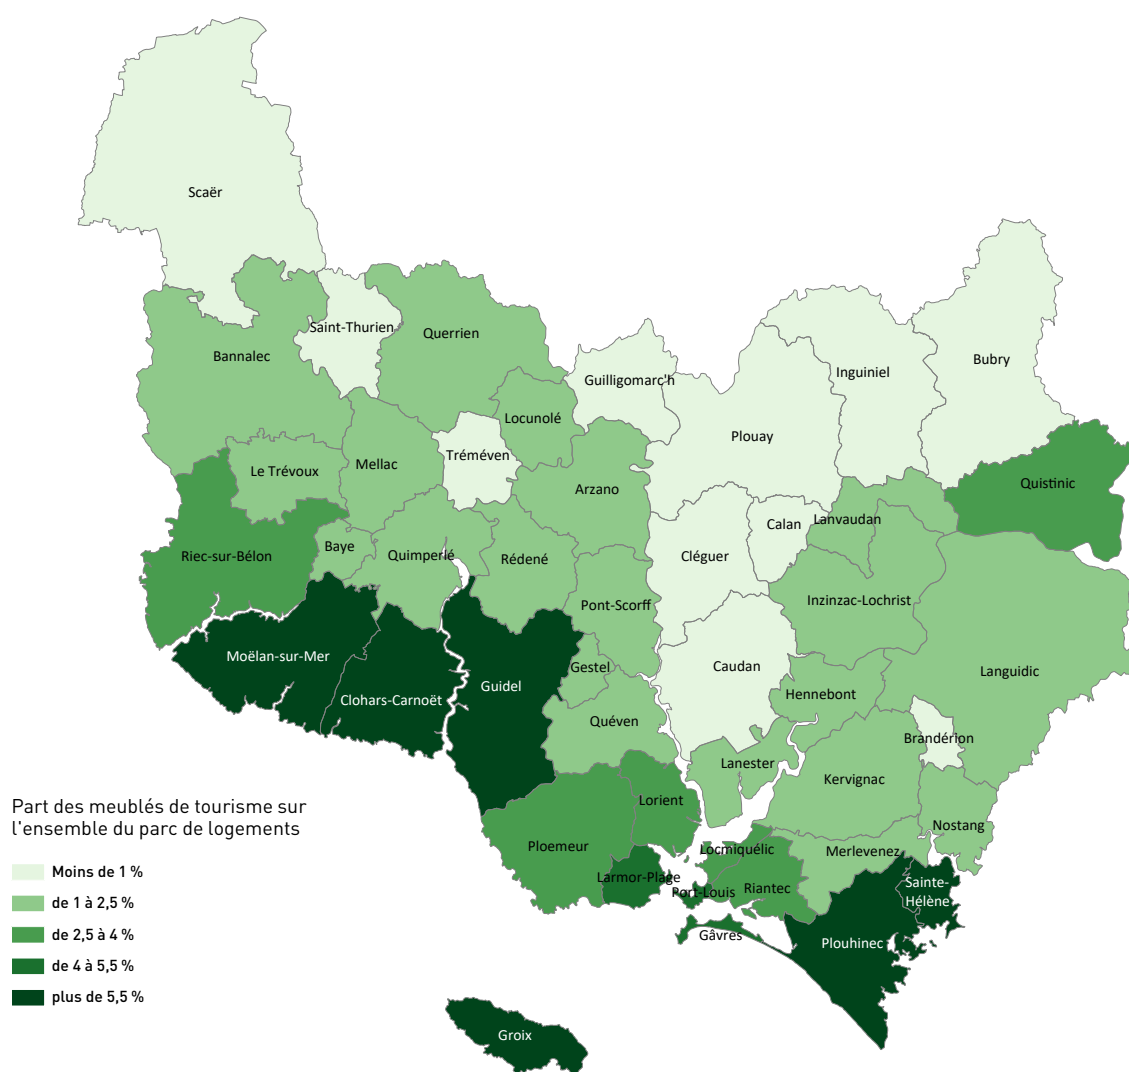 Scaër
Saint-Thurien
Querrien
Bannalec
Guilligomarc'h
Inguiniel
Bubry
Locunolé
Plouay
Tréméven
Mellac
Le Trévoux
Arzano
Quistinic
Calan
Lanvaudan
Baye
Quimperlé
Riec-sur-Bélon
Rédené
Cléguer
Pont-Scorff
Inzinzac-Lochrist
Moëlan-sur-Mer
Gestel
Caudan
Languidic
Guidel
Clohars-Carnoët
Hennebont
Quéven
Brandérion
Lanester
Kervignac
Lorient
Nostang
Ploemeur
Locmiquélic
Merlevenez
Larmor-Plage
Port-Louis
Riantec
Sainte-
Hélène
Gâvres
Plouhinec
Groix
Part des meublés de tourisme sur
l'ensemble du parc de logements
Moins de 1 %
de 1 à 2,5 %
de 2,5 à 4 %
de 4 à 5,5 %
plus de 5,5 %